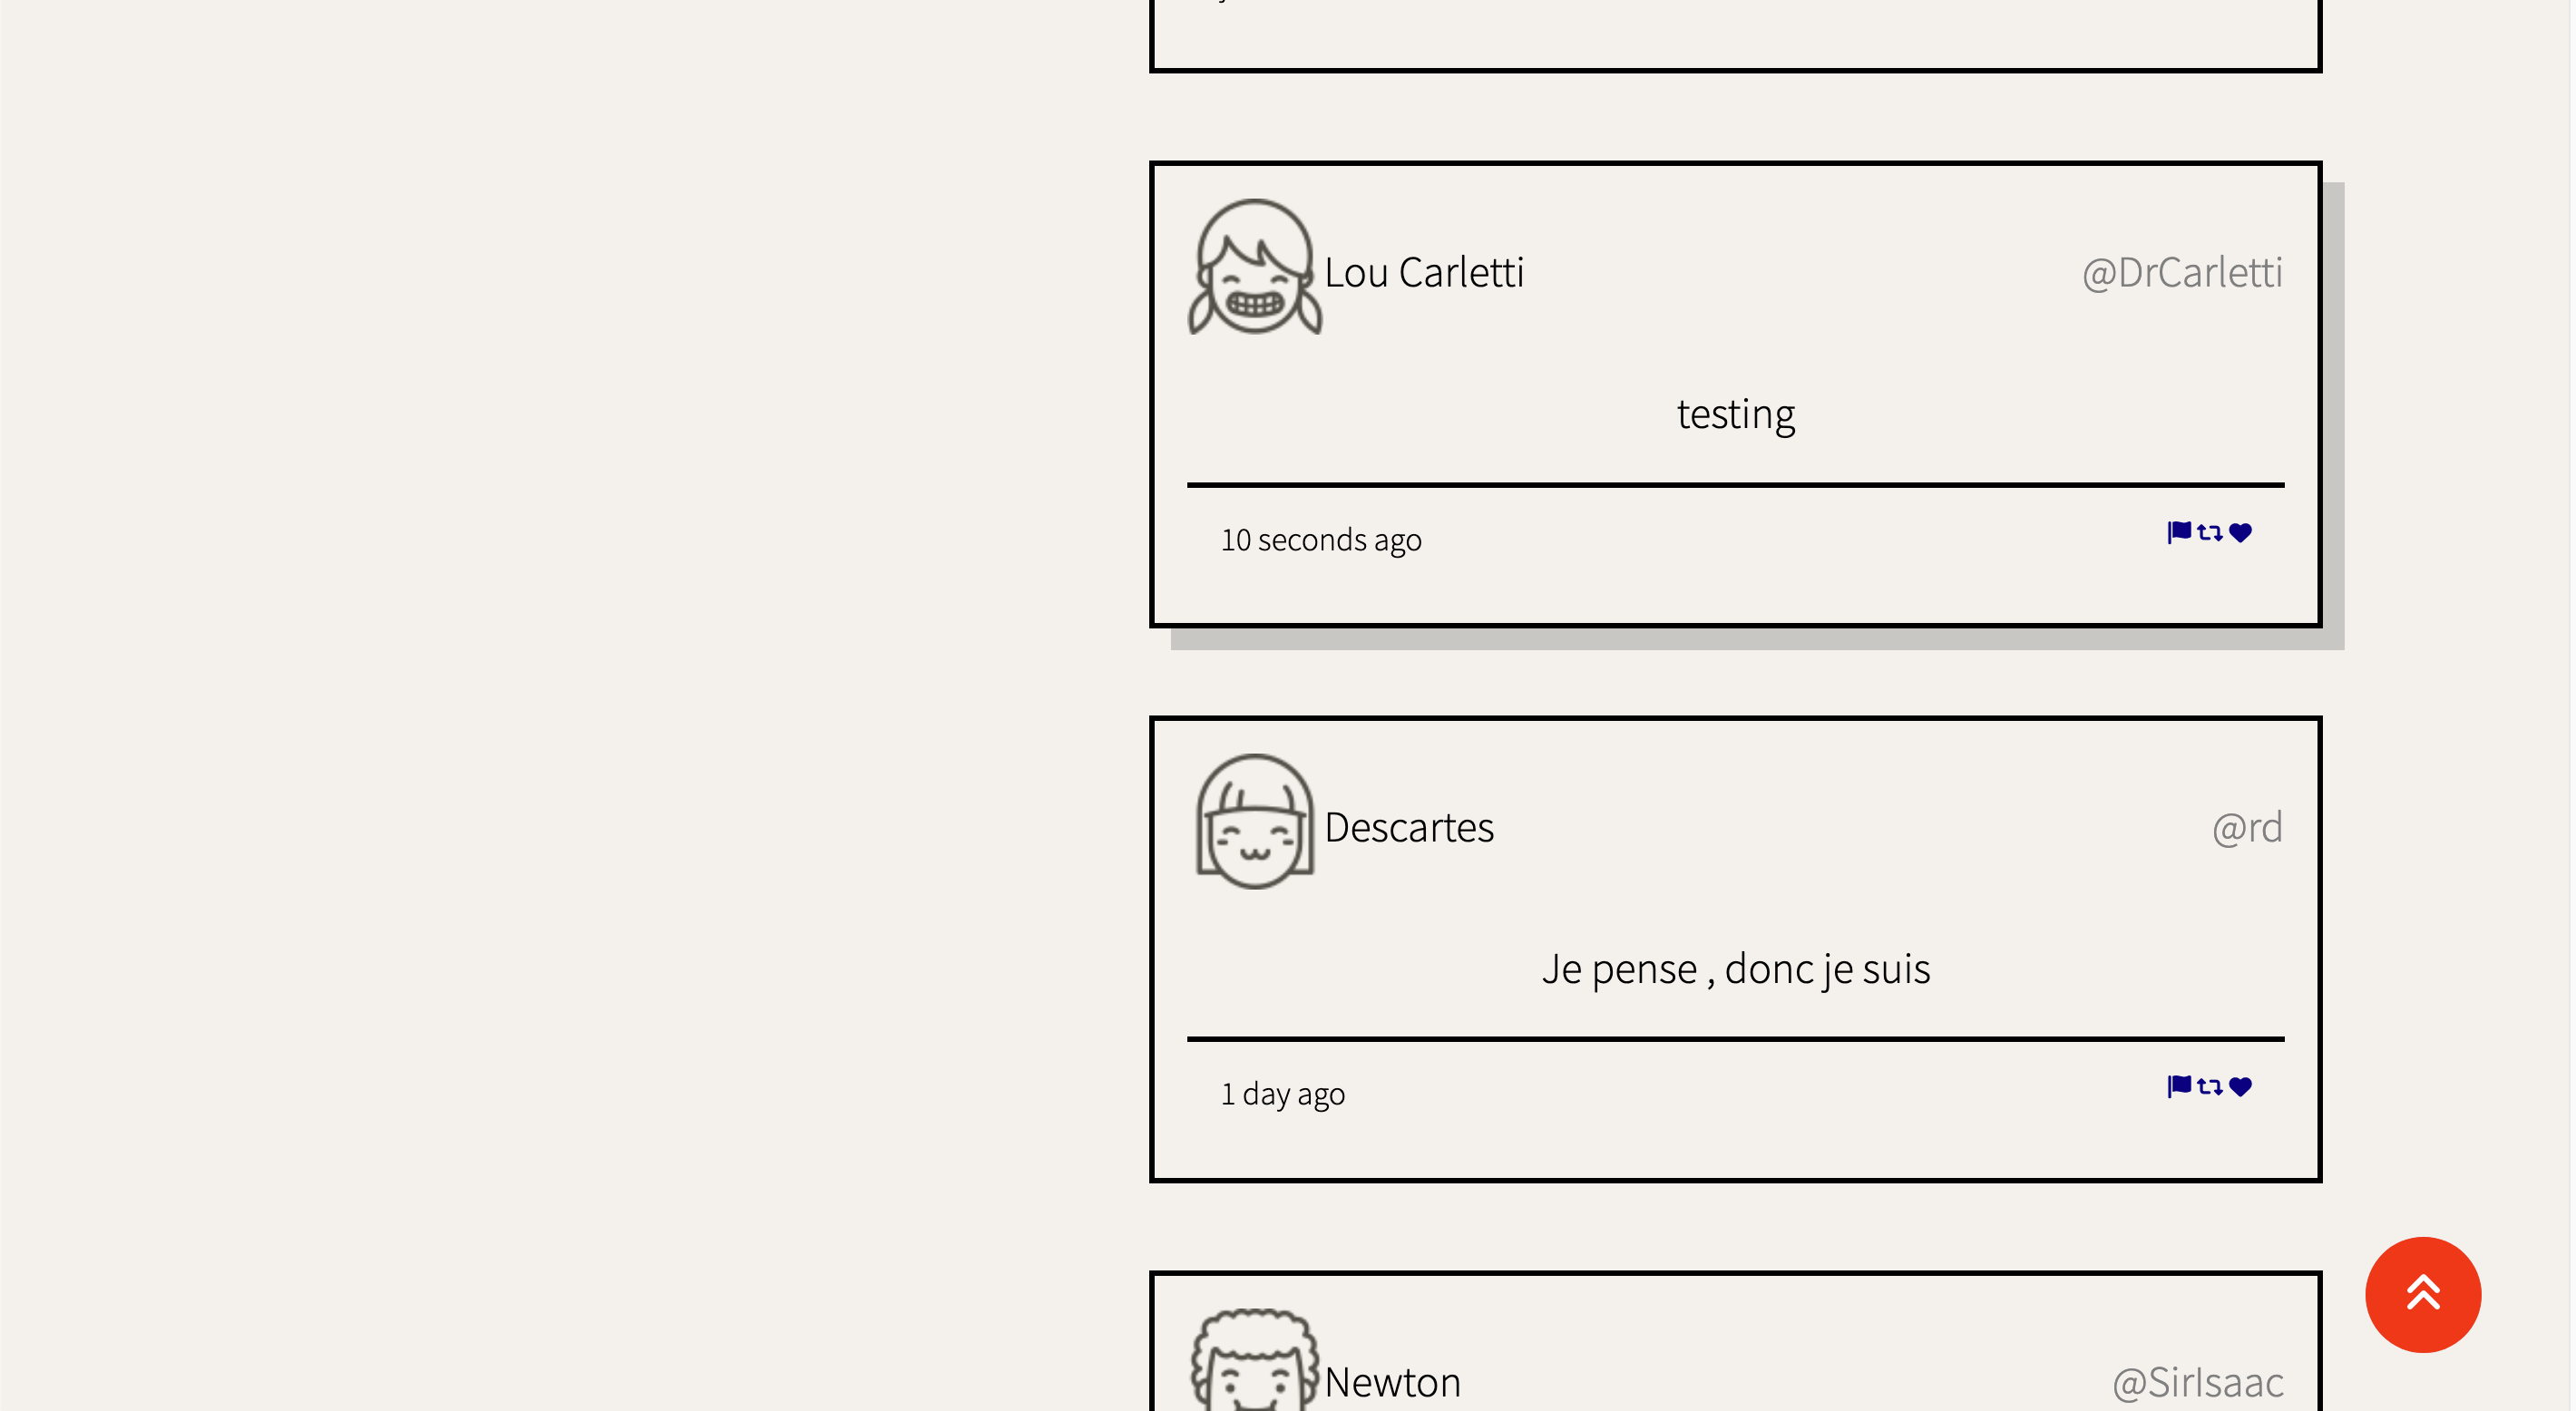 Lou Carletti
@DrCarletti
testing
10 seconds ago
Descartes
@rd
Je pense , donc je suis
1 day ago
Newton
@SirIsaac